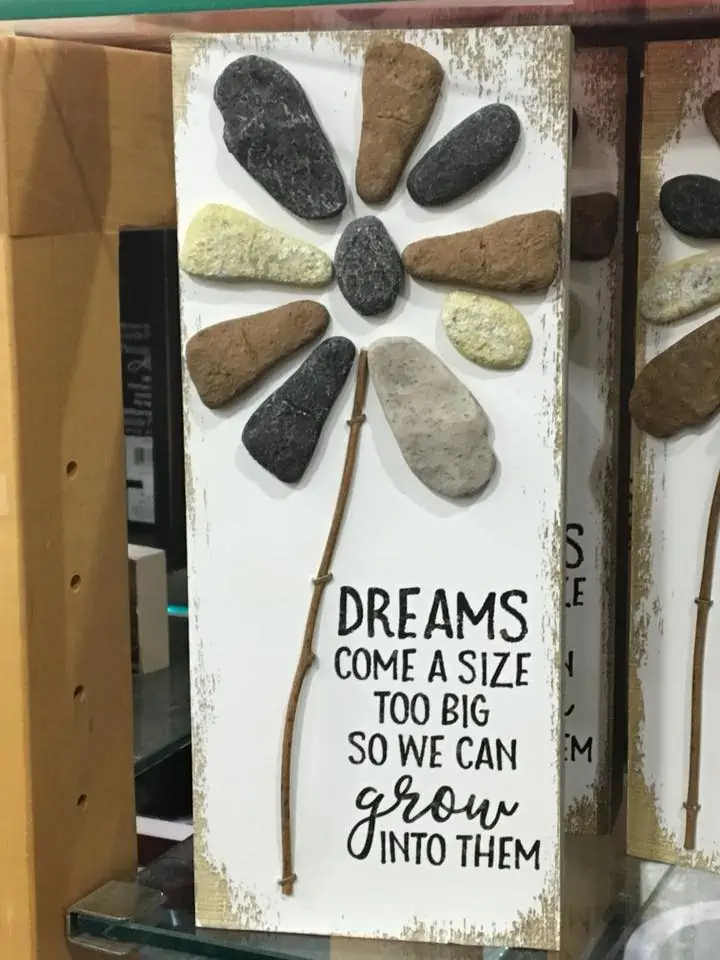 DREAMS
COME A SIZE
TOO BIG
SO WE CAN
grow
INTO THEM